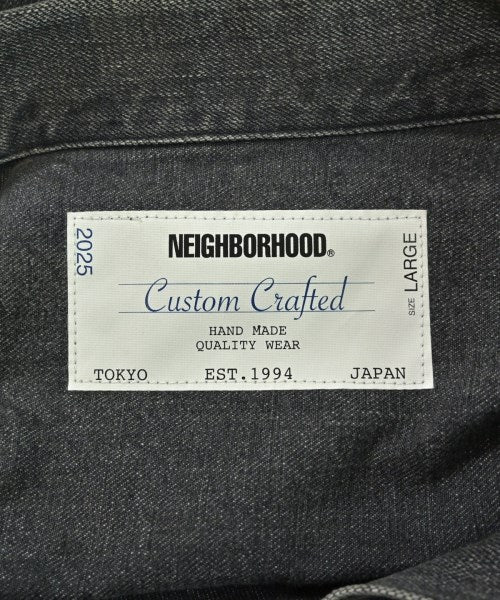 2025
NEIGHBORHOOD®
SIZE LARGE
Custom Crafted
HAND MADE
QUALITY WEAR
TOKYO EST.1994 JAPAN